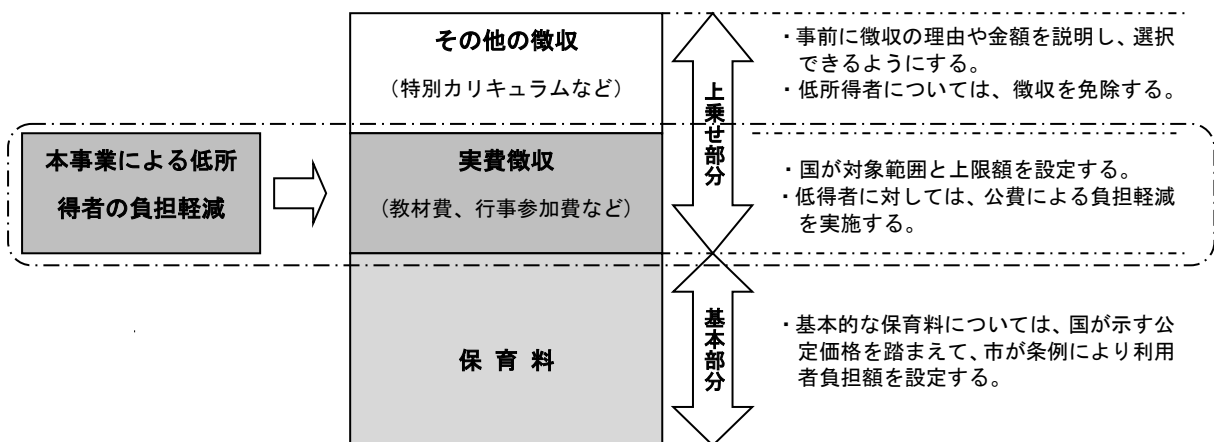 その他の徴収
（特別カリキュラムなど）
上乗せ部分
・事前に徴収の理由や金額を説明し、選択
できるようにする。
・低所得者については、徴収を免除する。
本事業による低所
得者の負担軽減
実費徴収
（教材費、行事参加費など）
・国が対象範囲と上限額を設定する。
・低得者に対しては、公費による負担軽減
を実施する。
保 育 料
基本部分
・基本的な保育料については、国が示す公
定価格を踏まえて、市が条例により利用
者負担額を設定する。